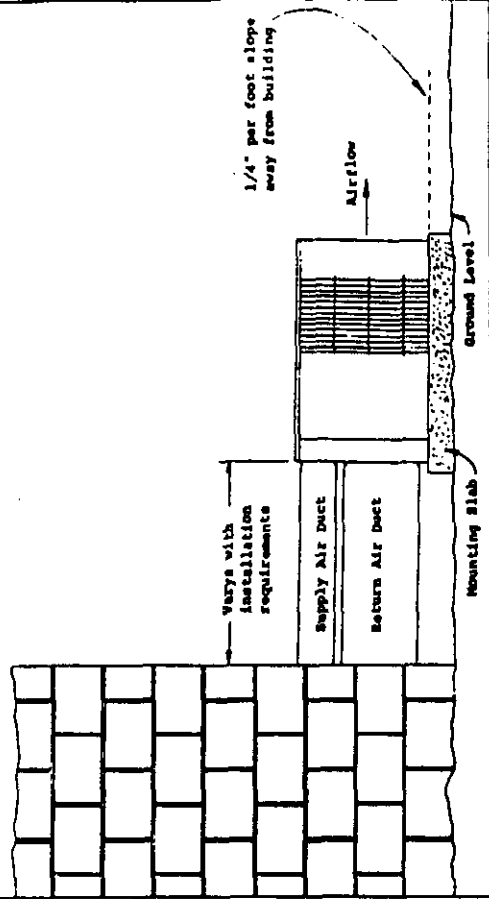 1/4" per foot slope
away from building
Airflow
Varys with
installation
requirements
Supply Air Duct
Return Air Duct
Mounting Slab
Ground Level